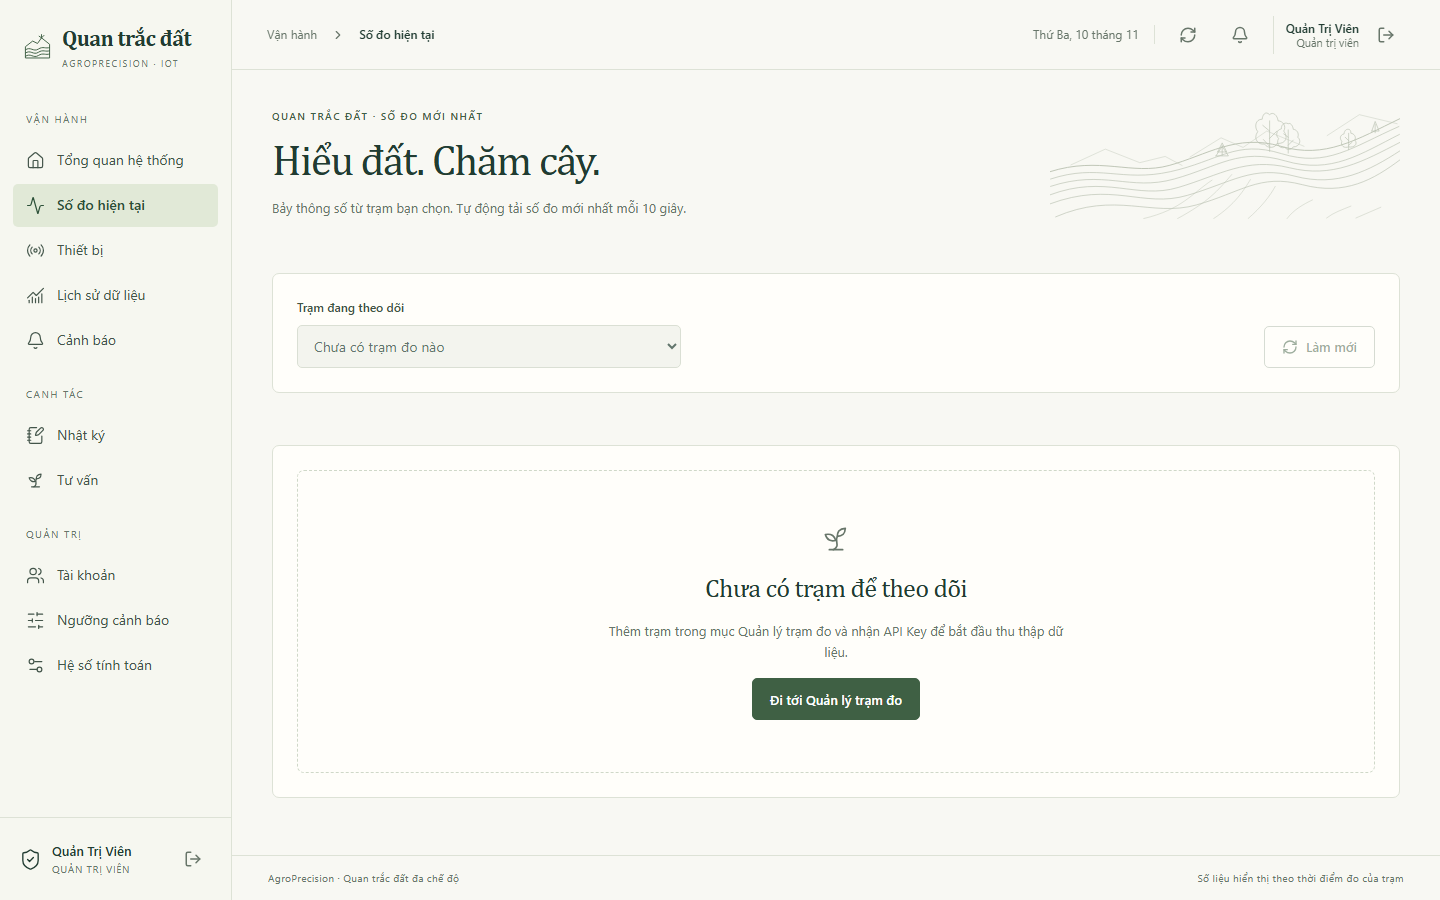 Quan trắc đất
AGROPRECISION · IOT
VẬN HÀNH
Tổng quan hệ thống
Số đo hiện tại
Thiết bị
Lịch sử dữ liệu
Cảnh báo
CANH TÁC
Nhật ký
Tư vấn
QUẢN TRỊ
Tài khoản
Ngưỡng cảnh báo
Hệ số tính toán
Quản Trị Viên
QUẢN TRỊ VIÊN
Vận hành > Số đo hiện tại
Thứ Ba, 10 tháng 11
Quản Trị Viên
Quản trị viên
QUAN TRẮC ĐẤT · SỐ ĐO MỚI NHẤT
Hiểu đất. Chăm cây.
Bảy thông số từ trạm bạn chọn. Tự động tải số đo mới nhất mỗi 10 giây.
Trạm đang theo dõi
Chưa có trạm đo nào
Làm mới
Chưa có trạm để theo dõi
Thêm trạm trong mục Quản lý trạm đo và nhận API Key để bắt đầu thu thập dữ
liệu.
Đi tới Quản lý trạm đo
AgroPrecision · Quan trắc đất đa chế độ
Số liệu hiển thị theo thời điểm đo của trạm